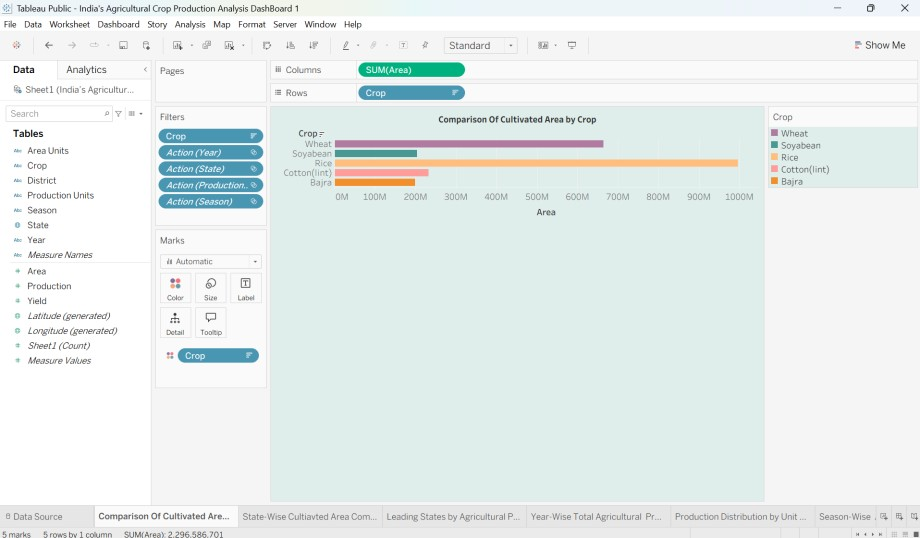 Tableau Public - India's Agricultural Crop Production Analysis DashBoard 1
File Data Worksheet Dashboard Story Analysis Map Format Server Window Help
Standard
Show Me
Data Analytics
Sheet1 (India's Agricultur...
Search
Tables
Abc Area Units
Abc Crop
Abc District
Abc Production Units
Abc Season
State
Abc Year
Abc Measure Names
Area
Production
Yield
Latitude (generated)
Longitude (generated)
Sheet1 (Count)
Measure Values
Pages
Filters
Crop
Action (Year)
Action (State)
Action (Production..
Action (Season)
Marks
Automatic
Color Size Label
Detail Tooltip
Crop
Columns SUM(Area)
Rows Crop
Comparison Of Cultivated Area by Crop
Crop
Wheat
Soyabean
Rice
Cotton(lint)
Bajra
0M 100M 200M 300M 400M 500M 600M 700M 800M 900M 1000M
Area
Crop
Wheat
Soyabean
Rice
Cotton(lint)
Bajra
Data Source Comparison Of Cultivated Are... State-Wise Cultiavted Area Com... Leading States by Agricultural P... Year-Wise Total Agricultural Pr... Production Distribution by Unit ... Season-Wise
5 marks 5 rows by 1 column SUM(Area): 2,296,586,701